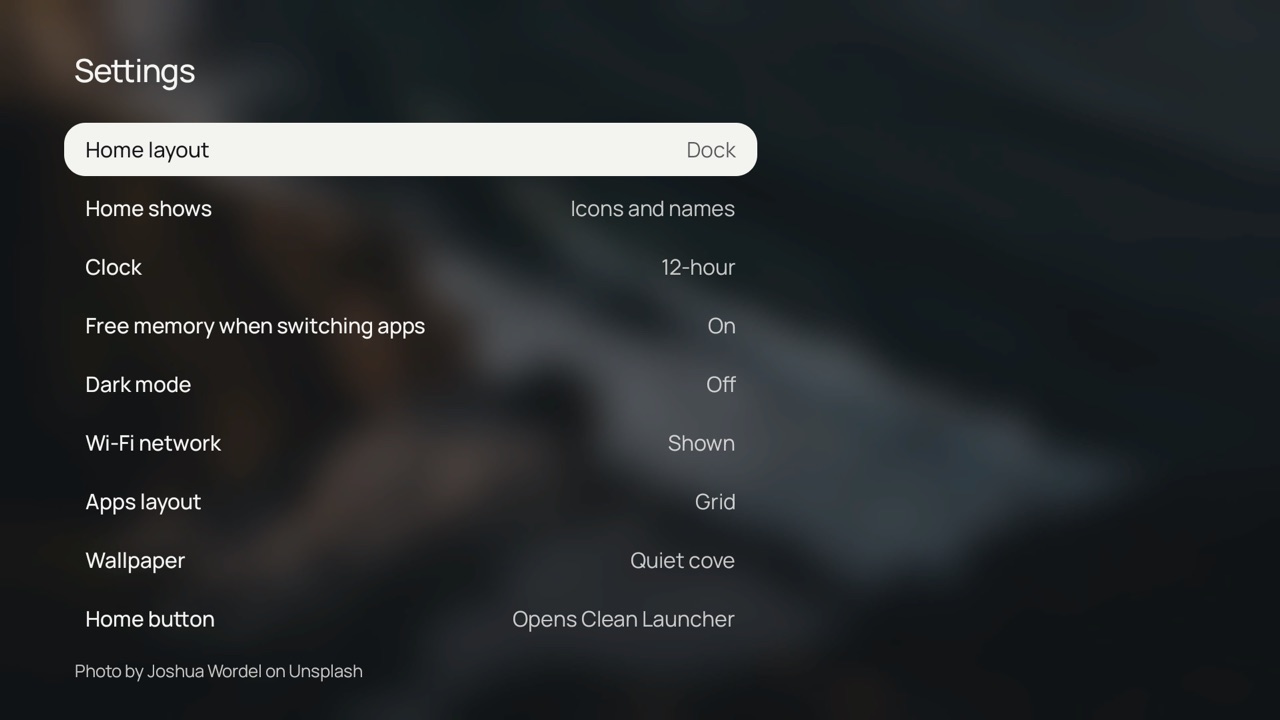 Settings
Home layout Dock
Home shows Icons and names
Clock 12-hour
Free memory when switching apps On
Dark mode Off
Wi-Fi network Shown
Apps layout Grid
Wallpaper Quiet cove
Home button Opens Clean Launcher
Photo by Joshua Wordel on Unsplash